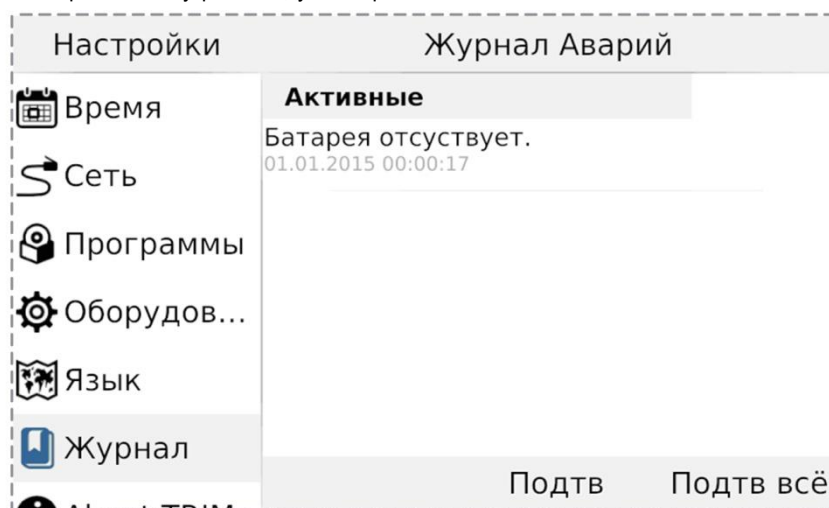 Настройки
Журнал Аварий
Время
Сеть
Программы
Оборудов...
Язык
Журнал
Активные
Батарея отсуствует.
01.01.2015 00:00:17
Подтв
Подтв всё